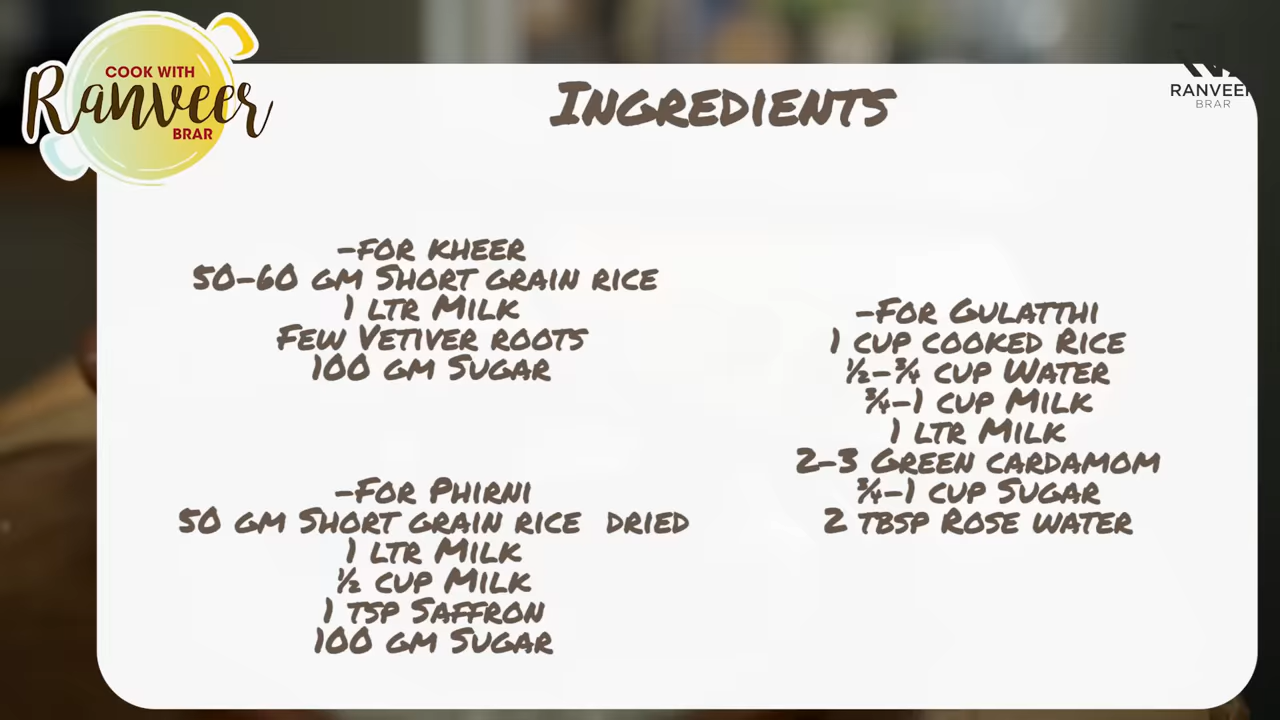 COOK WITH
Ranveer
BRAR
RANVEER
BRAR
Ingredients
-for kheer
50-60 gm Short grain rice
1 ltr Milk
Few Vetiver roots
100 gm Sugar
-For Phirni
50 gm Short grain rice dried
1 ltr Milk
½ cup Milk
1 tsp Saffron
100 gm Sugar
-For Gulatthi
1 cup cooked Rice
½-¾ cup Water
¾-1 cup Milk
1 ltr Milk
2-3 Green cardamom
¾-1 cup Sugar
2 tbsp Rose water